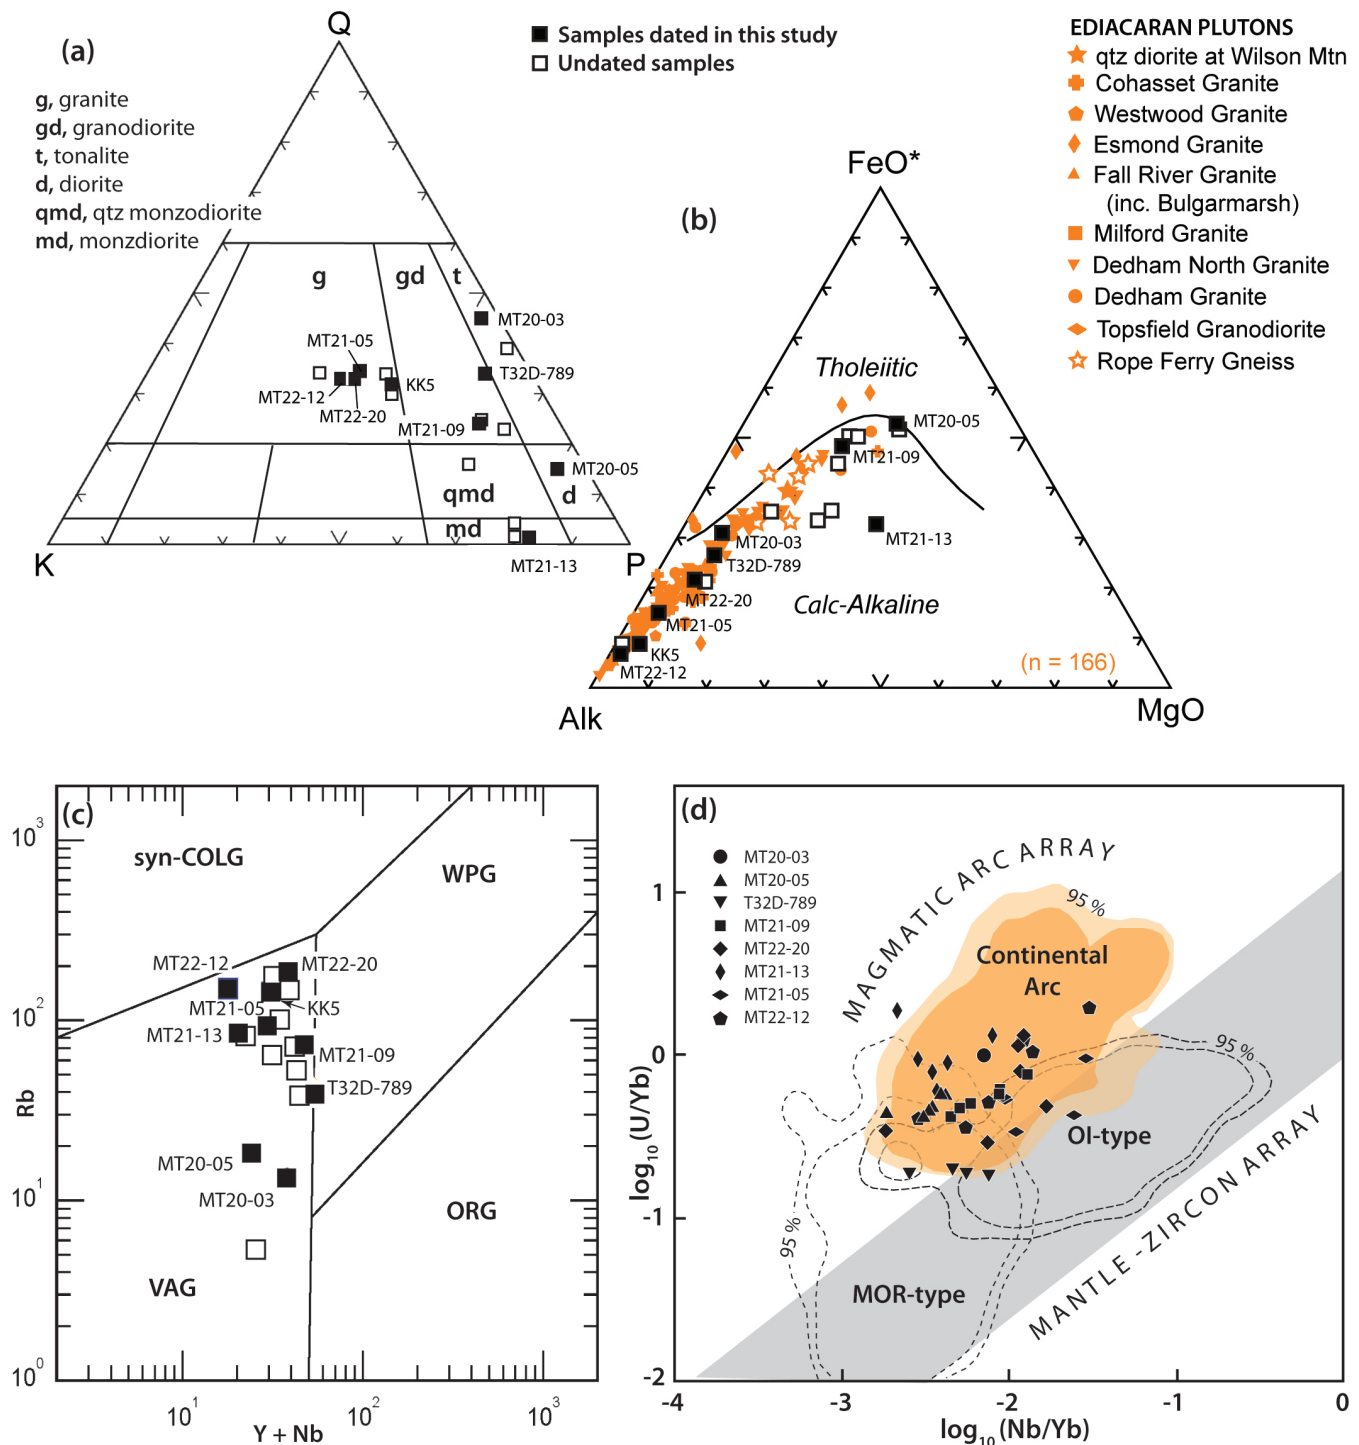 Q
(a)
g, granite
gd, granodiorite
t, tonalite
d, diorite
qmd, qtz monzodiorite
md, monzdiorite
g
gd
t
MT20-03
MT21-05
T32D-789
MT22-12
KK5
MT22-20
MT21-09
MT20-05
qmd
d
md
K
P
MT21-13
Samples dated in this study
Undated samples
EDIACARAN PLUTONS
qtz diorite at Wilson Mtn
Cohasset Granite
Westwood Granite
Esmond Granite
Fall River Granite
(inc. Bulgarmarsh)
Milford Granite
Dedham North Granite
Dedham Granite
Topsfield Granodiorite
Rope Ferry Gneiss
(b)
FeO*
Tholeiitic
MT20-05
MT21-09
MT21-13
MT20-03
T32D-789
MT22-20
MT21-05
KK5
MT22-12
Calc-Alkaline
(n = 166)
Alk
MgO
(c)
syn-COLG
WPG
MT22-12
MT22-20
MT21-05
KK5
MT21-13
MT21-09
T32D-789
MT20-05
MT20-03
ORG
VAG
10³
10²
10¹
10⁰
Rb
10¹
10²
10³
Y + Nb
(d)
MT20-03
MT20-05
T32D-789
MT21-09
MT22-20
MT21-13
MT21-05
MT22-12
MAGMATIC ARC ARRAY
95 %
Continental
Arc
95 %
OI-type
95 %
MOR-type
MANTLE-ZIRCON ARRAY
1
0
-1
-2
log₁₀(U/Yb)
-4
-3
-2
-1
0
log₁₀(Nb/Yb)